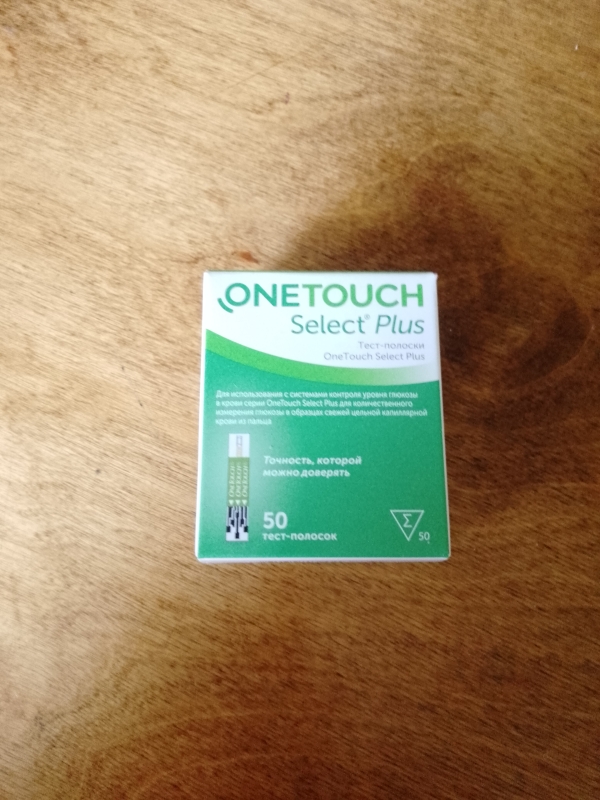 ONETOUCH
Select® Plus
Тест-полоски
OneTouch Select Plus
Для использования с системами контроля уровня глюкозы
в крови серии OneTouch Select Plus для количественного
измерения глюкозы в образцах свежей цельной капиллярной
крови из пальца
Точность, которой
можно доверять
50
тест-полосок
Σ
50